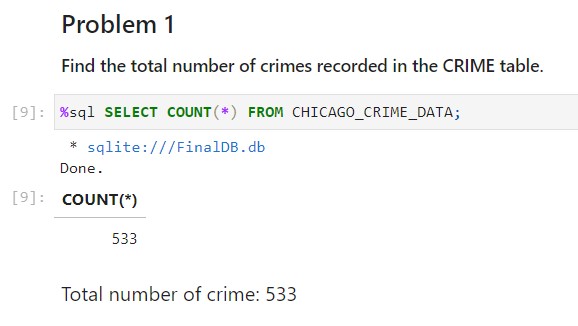 Problem 1
Find the total number of crimes recorded in the CRIME table.
[9]: %sql SELECT COUNT(*) FROM CHICAGO_CRIME_DATA;
* sqlite:///FinalDB.db
Done.
[9]: COUNT(*)
533
Total number of crime: 533